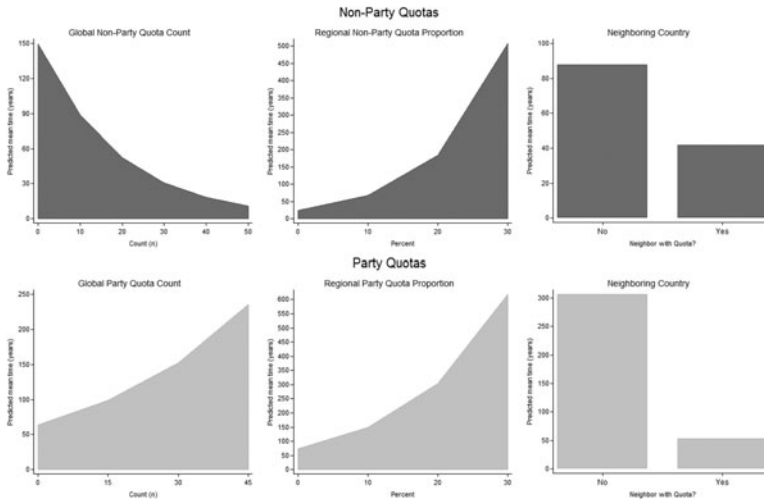 Non-Party Quotas
Global Non-Party Quota Count
Regional Non-Party Quota Proportion
Neighboring Country
Predicted mean time (years)
150
120
90
60
30
0
0 10 20 30 40 50
Count (n)
Predicted mean time (years)
500
450
400
350
300
250
200
150
100
50
0
0 10 20 30
Percent
Predicted mean time (years)
100
80
60
40
20
0
No Yes
Neighbor with Quota?
Party Quotas
Global Party Quota Count
Regional Party Quota Proportion
Neighboring Country
Predicted mean time (years)
250
200
150
100
50
0
0 15 30 45
Count (n)
Predicted mean time (years)
600
550
500
450
400
350
300
250
200
150
100
50
0
0 10 20 30
Percent
Predicted mean time (years)
300
250
200
150
100
50
0
No Yes
Neighbor with Quota?